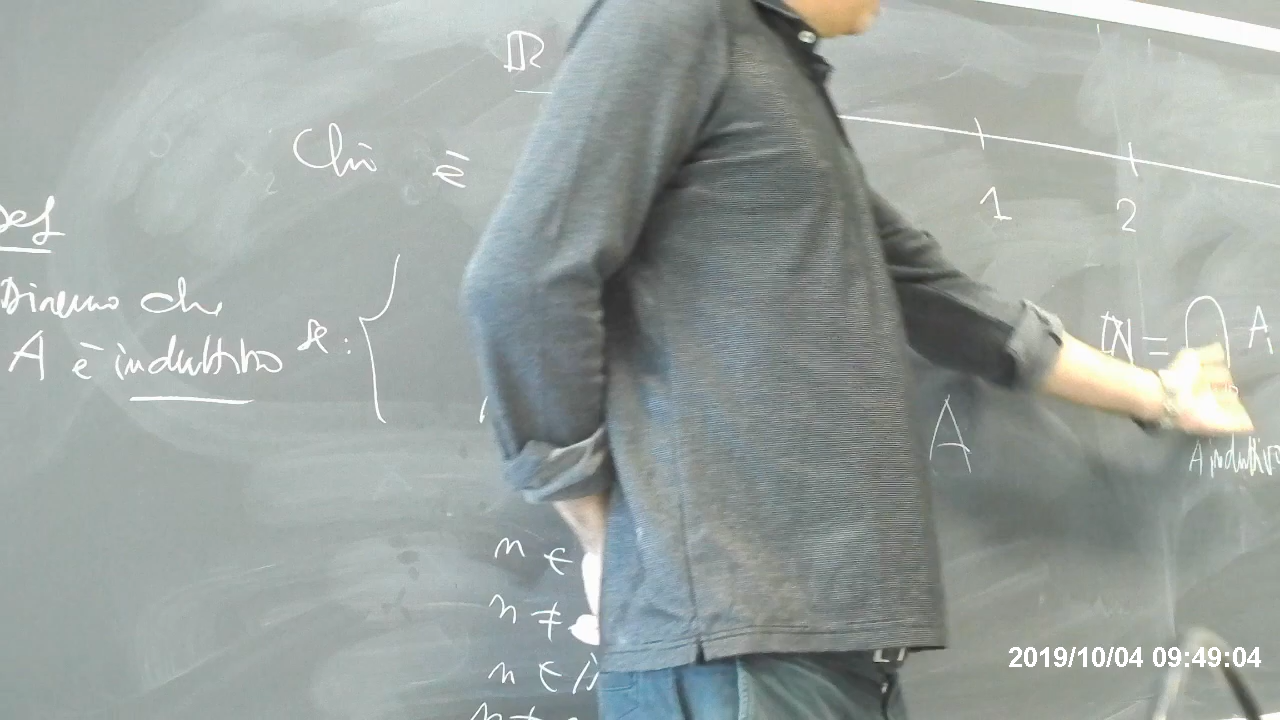 ℝ
Chi è
1 2
Def
Diremo che
A è induttivo se: {
ℕ = ⋂ A
A induttivo
A
n ∈
n ≠
n ∈
2019/10/04 09:49:04